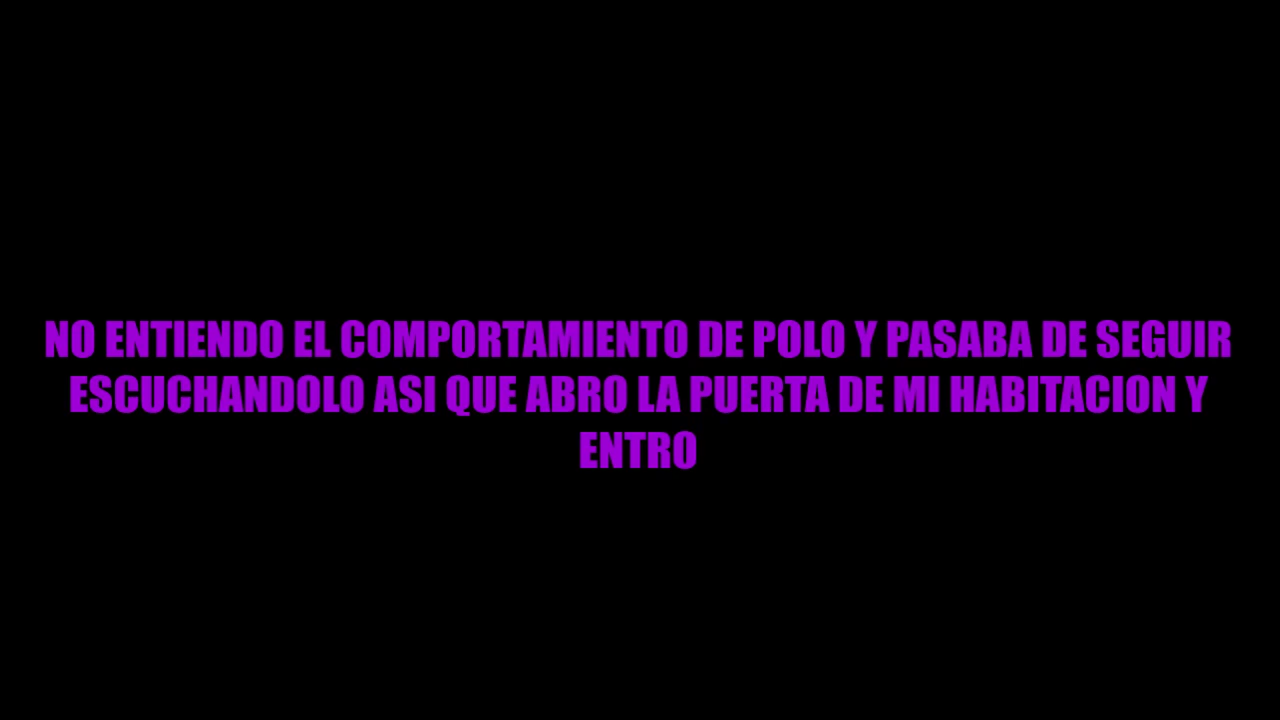 NO ENTIENDO EL COMPORTAMIENTO DE POLO Y PASABA DE SEGUIR
ESCUCHANDOLO ASI QUE ABRO LA PUERTA DE MI HABITACION Y
ENTRO